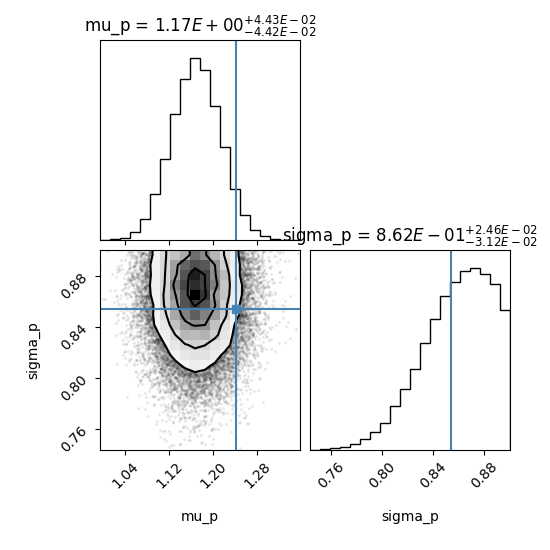 mu_p = 1.17E+00+4.43E−02−4.42E−02
sigma_p = 8.62E−01+2.46E−02−3.12E−02
0.88
0.84
0.80
0.76
sigma_p
1.04 1.12 1.20 1.28
0.76 0.80 0.84 0.88
mu_p sigma_p